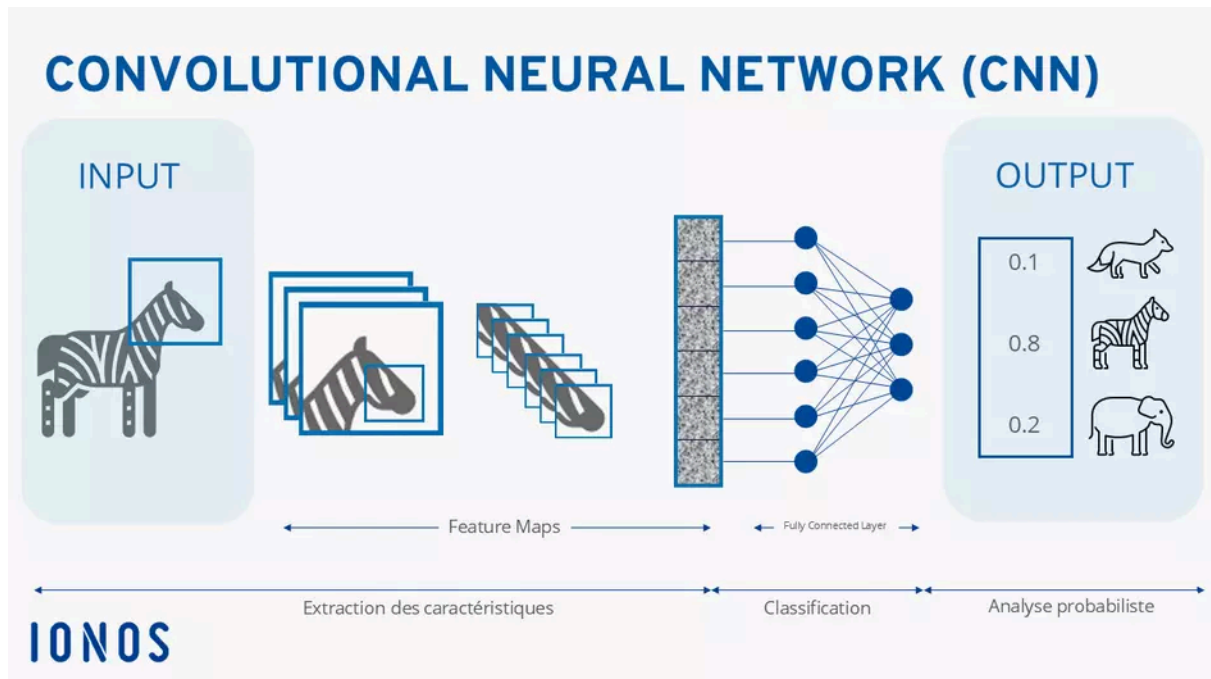 CONVOLUTIONAL NEURAL NETWORK (CNN)
INPUT
OUTPUT
0.1
0.8
0.2
Feature Maps
Fully Connected Layer
Extraction des caractéristiques
Classification
Analyse probabiliste
IONOS